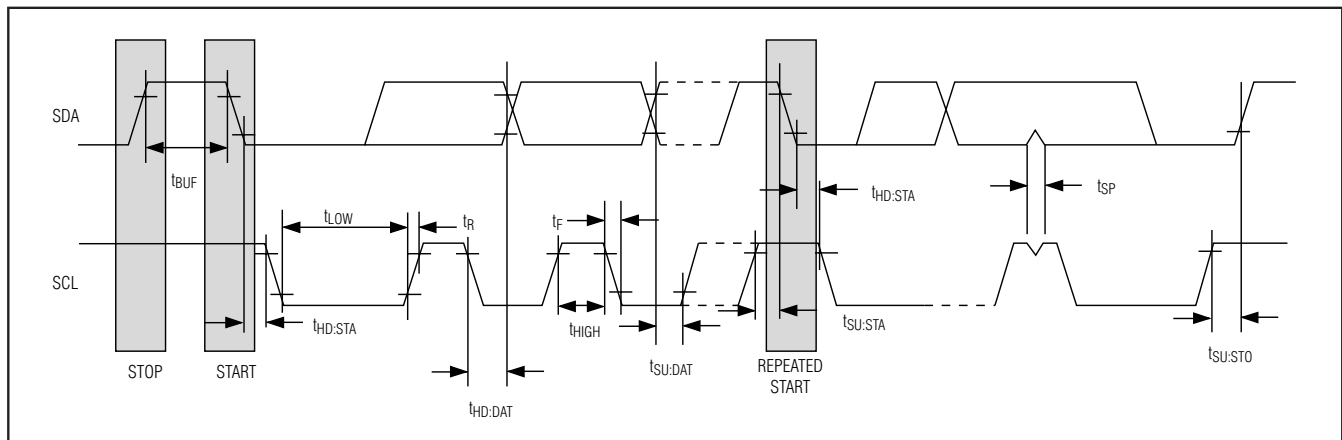 SDA
tBUF
tLOW
tR
tF
tHD:STA
tSP
SCL
tHD:STA
tHIGH
tSU:DAT
tSU:STA
tSU:STO
STOP
START
REPEATED
START
tHD:DAT